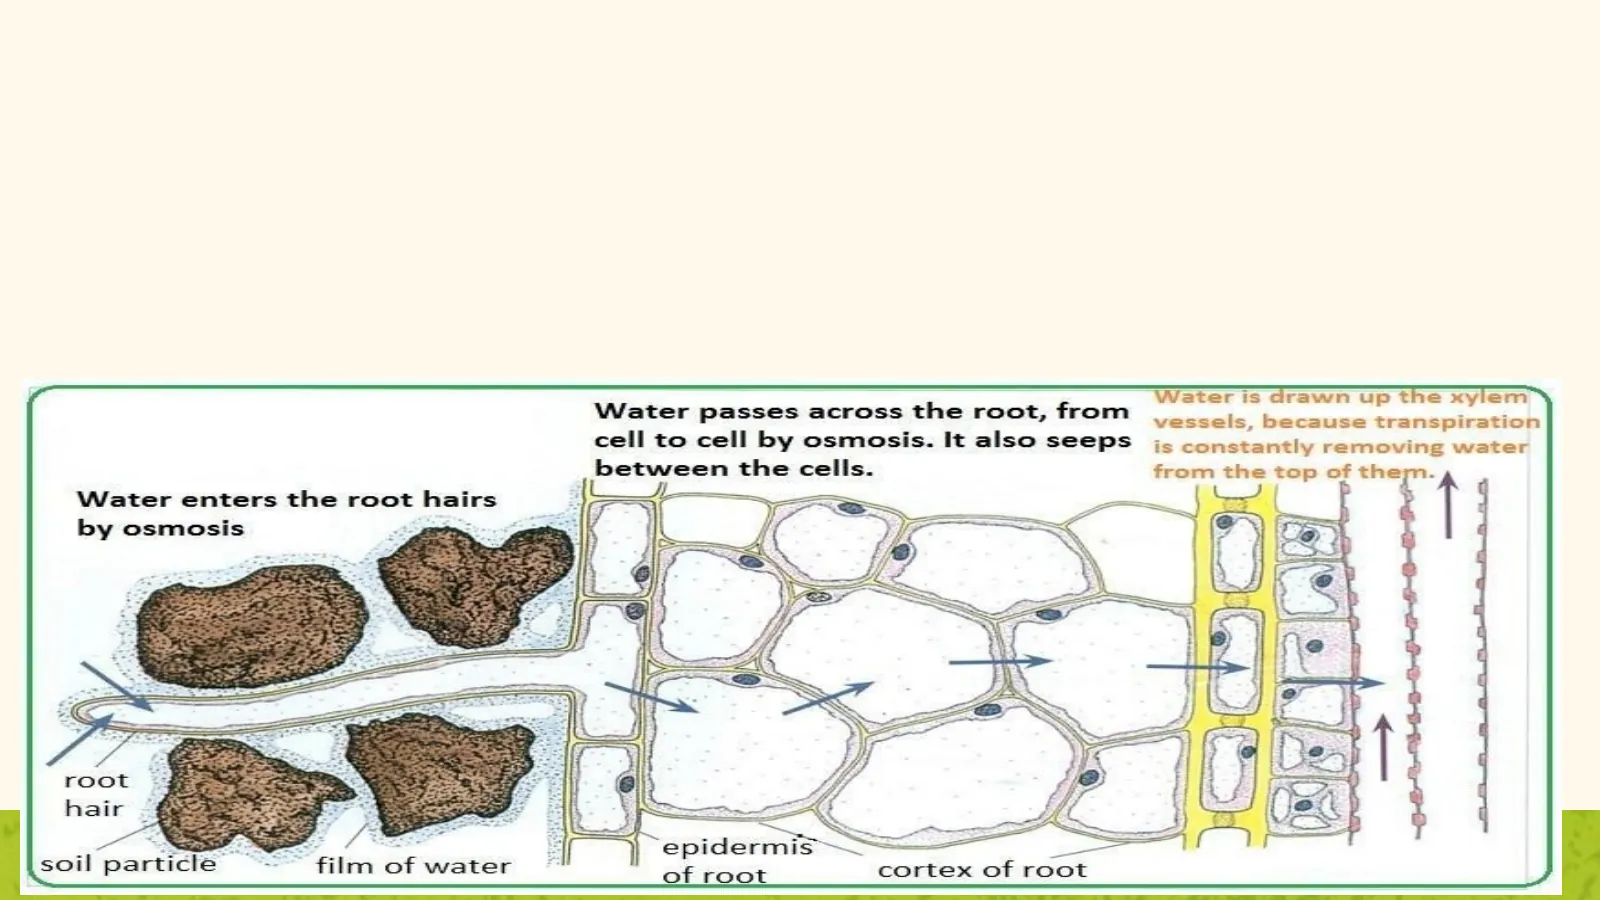 Water enters the root hairs
by osmosis
Water passes across the root, from
cell to cell by osmosis. It also seeps
between the cells.
Water is drawn up the xylem
vessels, because transpiration
is constantly removing water
from the top of them.
root
hair
soil particle
film of water
epidermis
of root
cortex of root